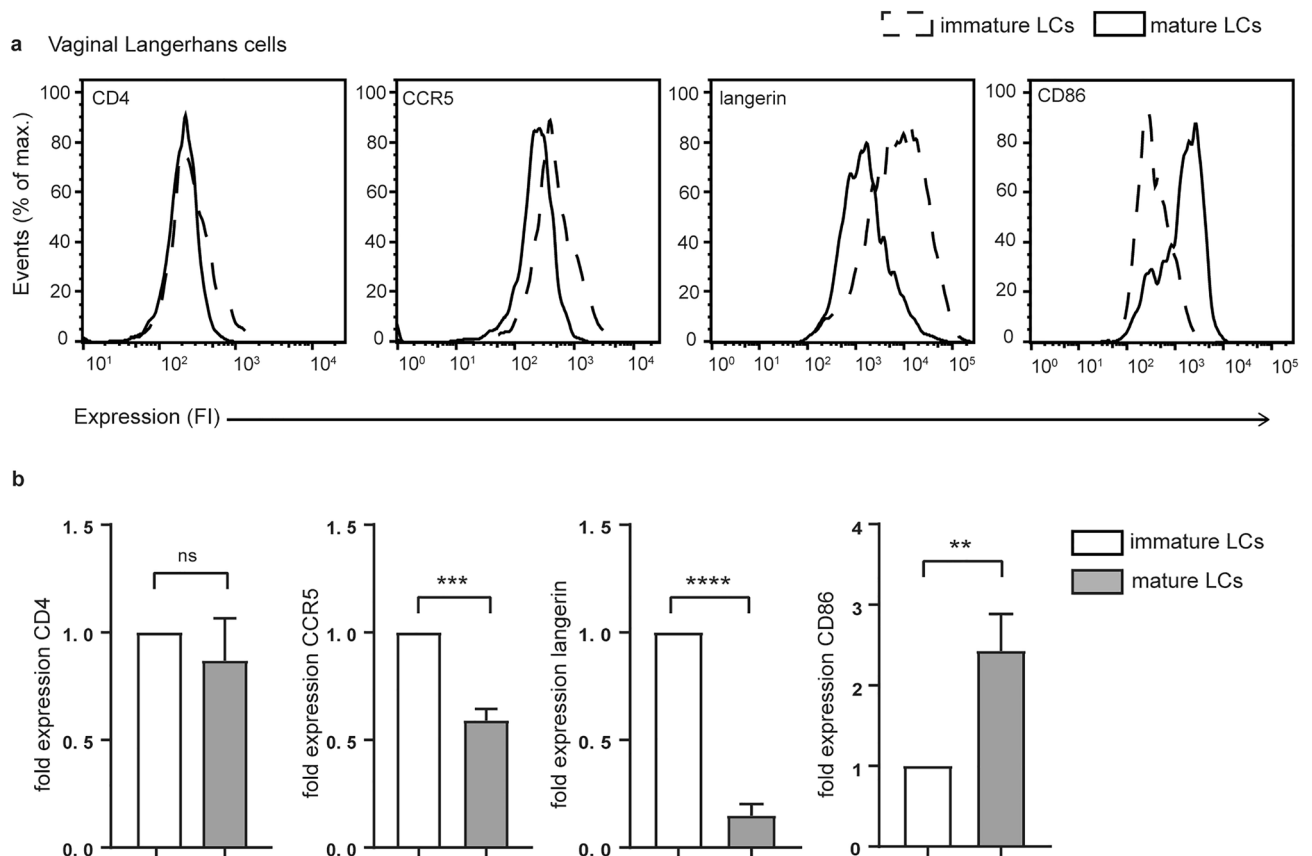 immature LCs mature LCs
a Vaginal Langerhans cells
CD4 CCR5 langerin CD86
Events (% of max.)
100 80 60 40 20 0
100 80 60 40 20 0
100 80 60 40 20 0
100 80 60 40 20 0
10¹ 10² 10³ 10⁴
10⁰ 10¹ 10² 10³ 10⁴
10⁰ 10¹ 10² 10³ 10⁴ 10⁵
10⁰ 10¹ 10² 10³ 10⁴ 10⁵
Expression (FI)
b
fold expression CD4
1.5
1.0
0.5
0.0
ns
fold expression CCR5
1.5
1.0
0.5
0.0
***
fold expression langerin
1.5
1.0
0.5
0.0
****
fold expression CD86
4
3
2
1
0
**
immature LCs
mature LCs